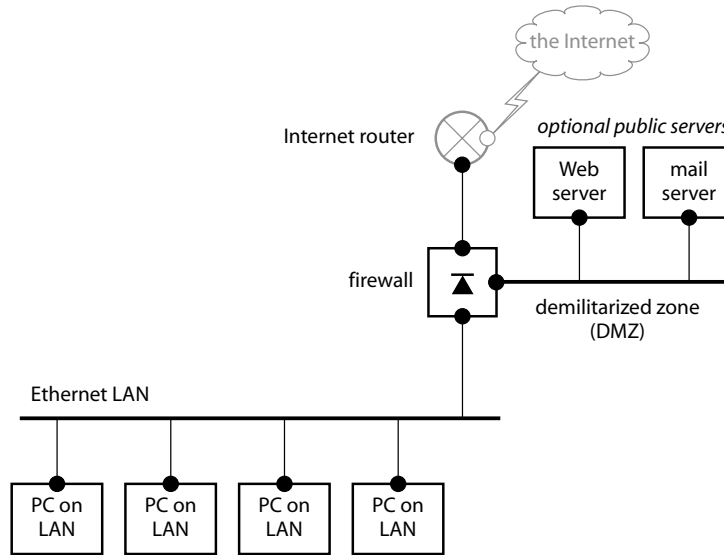 the Internet
Internet router
optional public servers
Web
server
mail
server
firewall
demilitarized zone
(DMZ)
Ethernet LAN
PC on
LAN
PC on
LAN
PC on
LAN
PC on
LAN